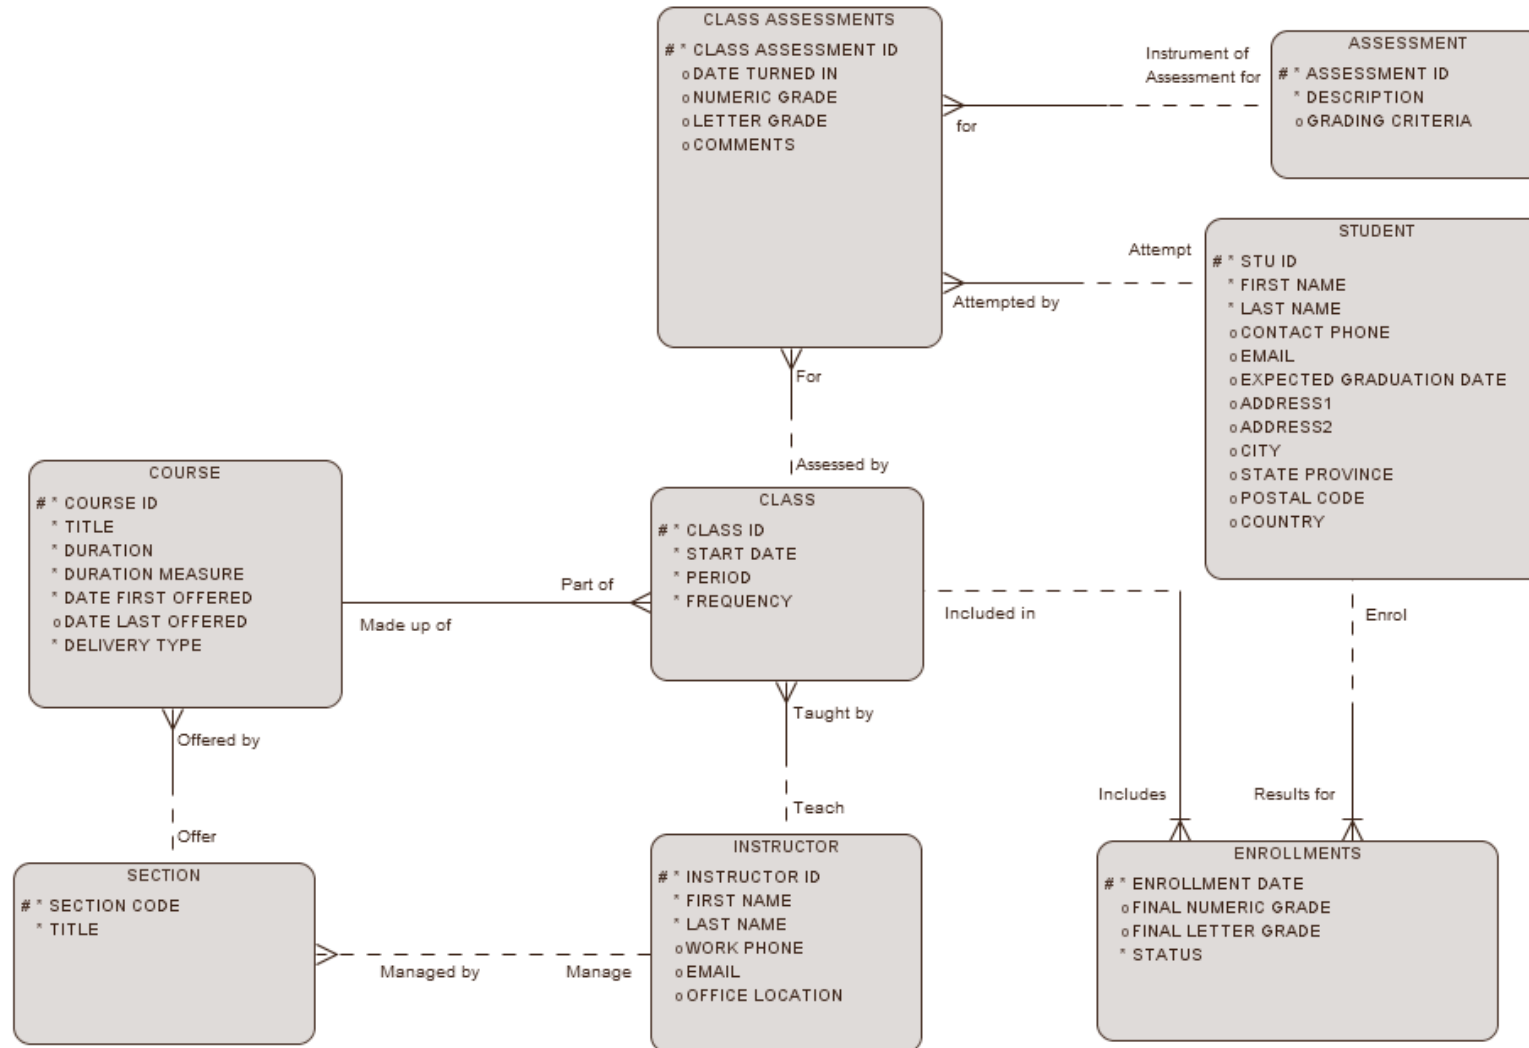 CLASS ASSESSMENTS
# * CLASS ASSESSMENT ID
o DATE TURNED IN
o NUMERIC GRADE
o LETTER GRADE
o COMMENTS
Instrument of
Assessment for
for
ASSESSMENT
# * ASSESSMENT ID
* DESCRIPTION
o GRADING CRITERIA
Attempt
Attempted by
STUDENT
# * STU ID
* FIRST NAME
* LAST NAME
o CONTACT PHONE
o EMAIL
o EXPECTED GRADUATION DATE
o ADDRESS1
o ADDRESS2
o CITY
o STATE PROVINCE
o POSTAL CODE
o COUNTRY
For
Assessed by
COURSE
# * COURSE ID
* TITLE
* DURATION
* DURATION MEASURE
* DATE FIRST OFFERED
o DATE LAST OFFERED
* DELIVERY TYPE
Part of
Made up of
CLASS
# * CLASS ID
* START DATE
* PERIOD
* FREQUENCY
Included in
Enrol
Offered by
Offer
Taught by
Teach
Includes
Results for
SECTION
# * SECTION CODE
* TITLE
Managed by
Manage
INSTRUCTOR
# * INSTRUCTOR ID
* FIRST NAME
* LAST NAME
o WORK PHONE
o EMAIL
o OFFICE LOCATION
ENROLLMENTS
# * ENROLLMENT DATE
o FINAL NUMERIC GRADE
o FINAL LETTER GRADE
* STATUS